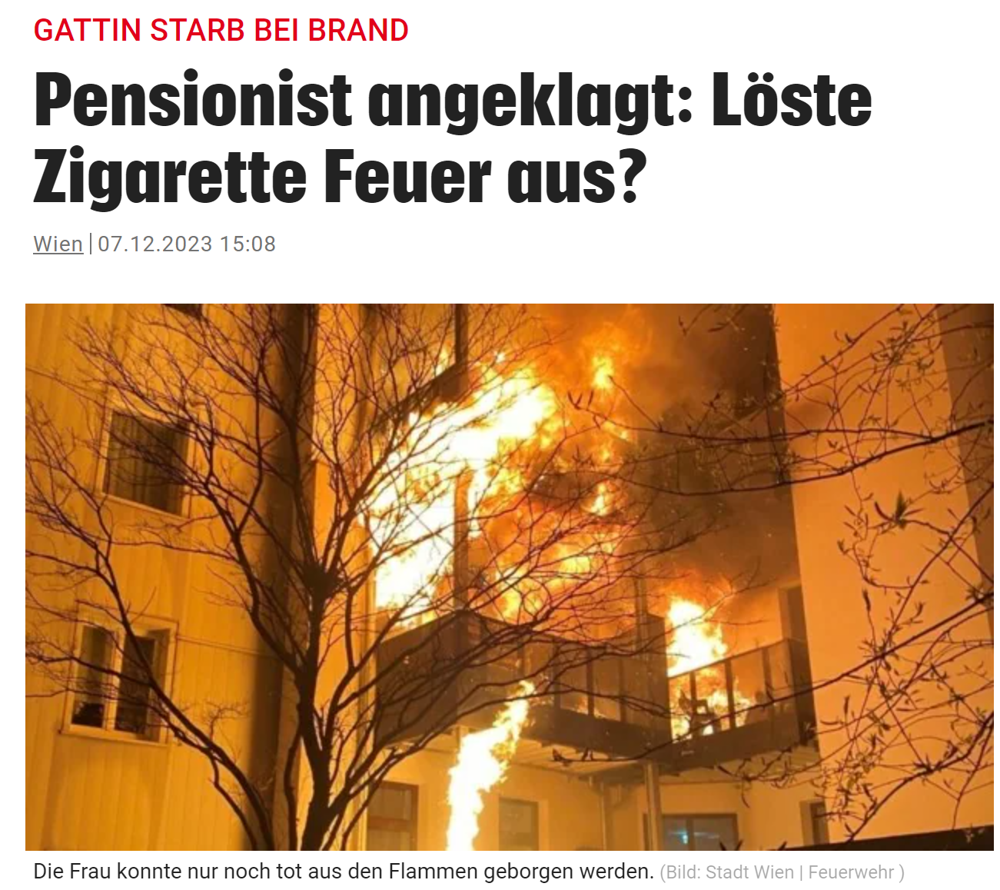 GATTIN STARB BEI BRAND
Pensionist angeklagt: Löste
Zigarette Feuer aus?
Wien | 07.12.2023 15:08
Die Frau konnte nur noch tot aus den Flammen geborgen werden. (Bild: Stadt Wien | Feuerwehr )